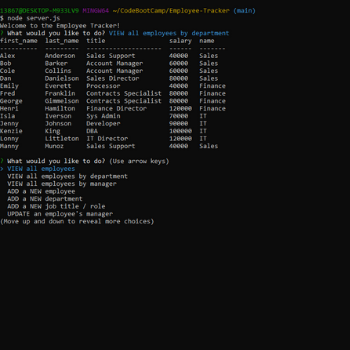 13867@DESKTOP-M933LV9 MINGW64 ~/CodeBootCamp/Employee-Tracker (main)
$ node server.js
Welcome to the Employee Tracker!
? What would you like to do? VIEW all employees by department
first_name  last_name  title                 salary  name
----------  ---------  --------------------  ------  -----
Alex        Anderson   Sales Support         40000   Sales
Bob         Barker     Account Manager       60000   Sales
Cole        Collins    Account Manager       60000   Sales
Dan         Danielson  Sales Director        80000   Sales
Emily       Everett    Processor             40000   Finance
Fred        Franklin   Contracts Specialist  80000   Finance
George      Gimmelson  Contracts Specialist  80000   Finance
Henri       Hamilton   Finance Director      120000  Finance
Isla        Iverson    Sys Admin             70000   IT
Jenny       Johnson    Developer             90000   IT
Kenzie      King       DBA                   100000  IT
Lonny       Littleton  IT Director           120000  IT
Manny       Munoz      Sales Support         40000   Sales
? What would you like to do? (Use arrow keys)
> VIEW all employees
VIEW all employees by department
VIEW all employees by manager
ADD a NEW employee
ADD a NEW department
ADD a NEW job title / role
UPDATE an employee's manager
(Move up and down to reveal more choices)